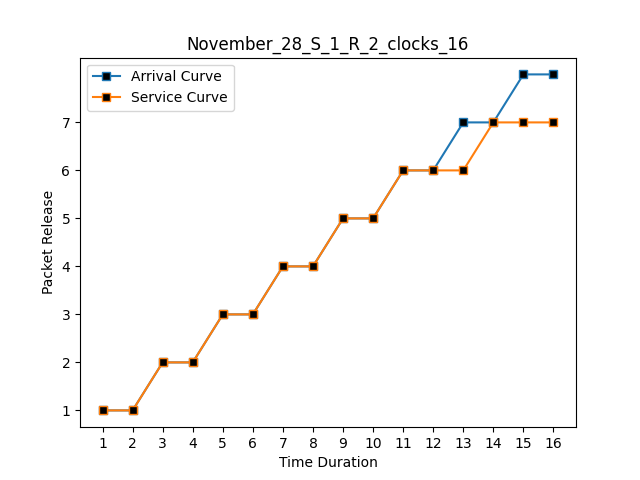 November_28_S_1_R_2_clocks_16
Arrival Curve
Service Curve
Packet Release
7
6
5
4
3
2
1
1 2 3 4 5 6 7 8 9 10 11 12 13 14 15 16
Time Duration